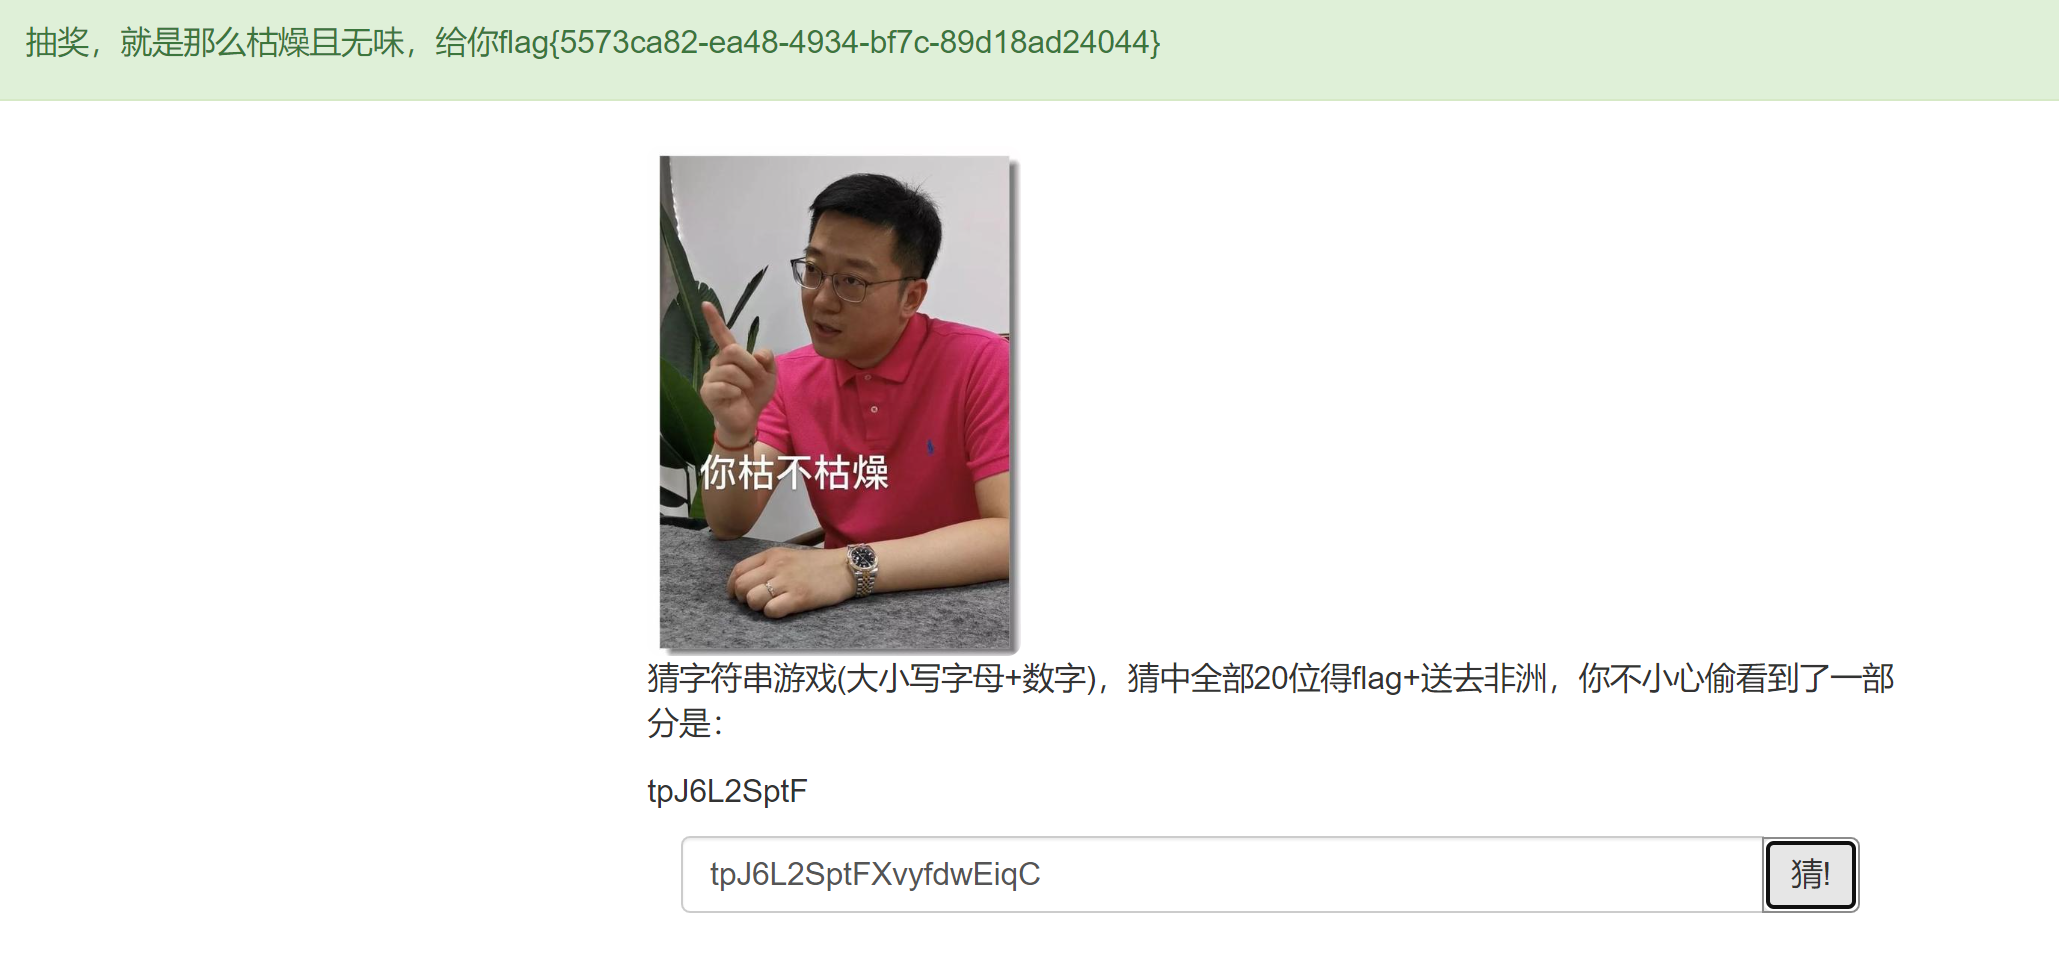 抽奖，就是那么枯燥且无味，给你flag{5573ca82-ea48-4934-bf7c-89d18ad24044}
你枯不枯燥
猜字符串游戏(大小写字母+数字)，猜中全部20位得flag+送去非洲，你不小心偷看到了一部
分是：
tpJ6L2SptF
tpJ6L2SptFXvyfdwEiqC
猜!